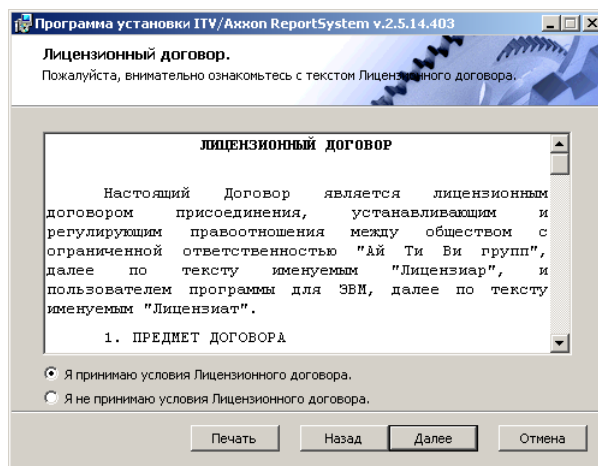 Программа установки ITV/Axxon ReportSystem v.2.5.14.403
Лицензионный договор.
Пожалуйста, внимательно ознакомьтесь с текстом Лицензионного договора.
ЛИЦЕНЗИОННЫЙ ДОГОВОР
Настоящий Договор является лицензионным
договором присоединения, устанавливающим и
регулирующим правоотношения между обществом с
ограниченной ответственностью "Ай Ти Ви групп",
далее по тексту именуемым "Лицензиар", и
пользователем программы для ЭВМ, далее по тексту
именуемым "Лицензиат".
1. ПРЕДМЕТ ДОГОВОРА
Я принимаю условия Лицензионного договора.
Я не принимаю условия Лицензионного договора.
Печать Назад Далее Отмена